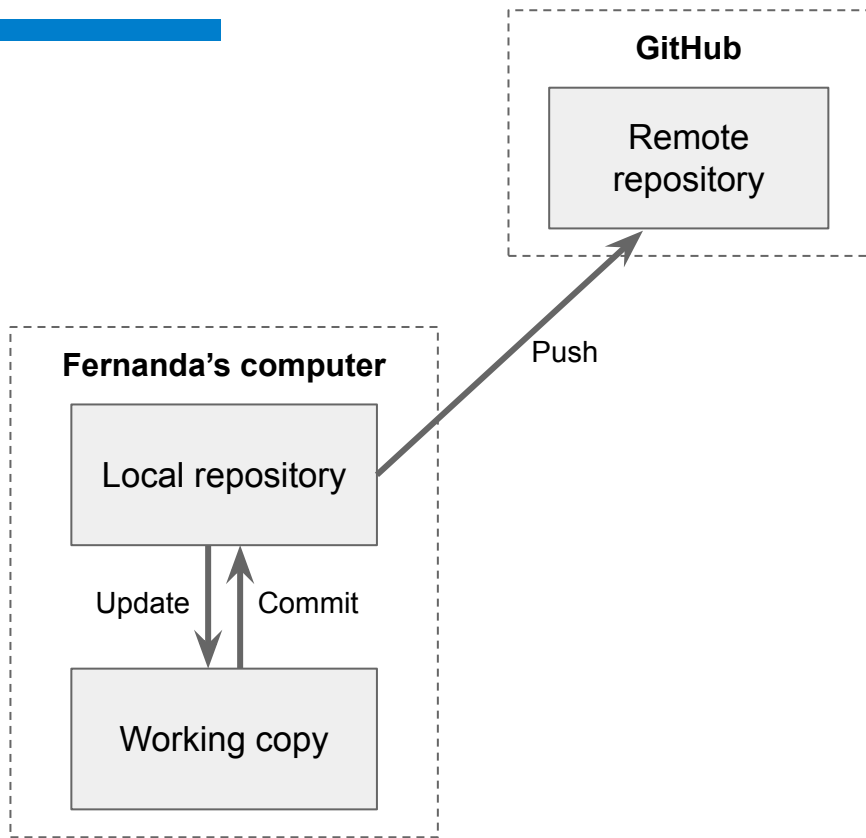 GitHub
Remote
repository
Push
Fernanda’s computer
Local repository
Update
Commit
Working copy